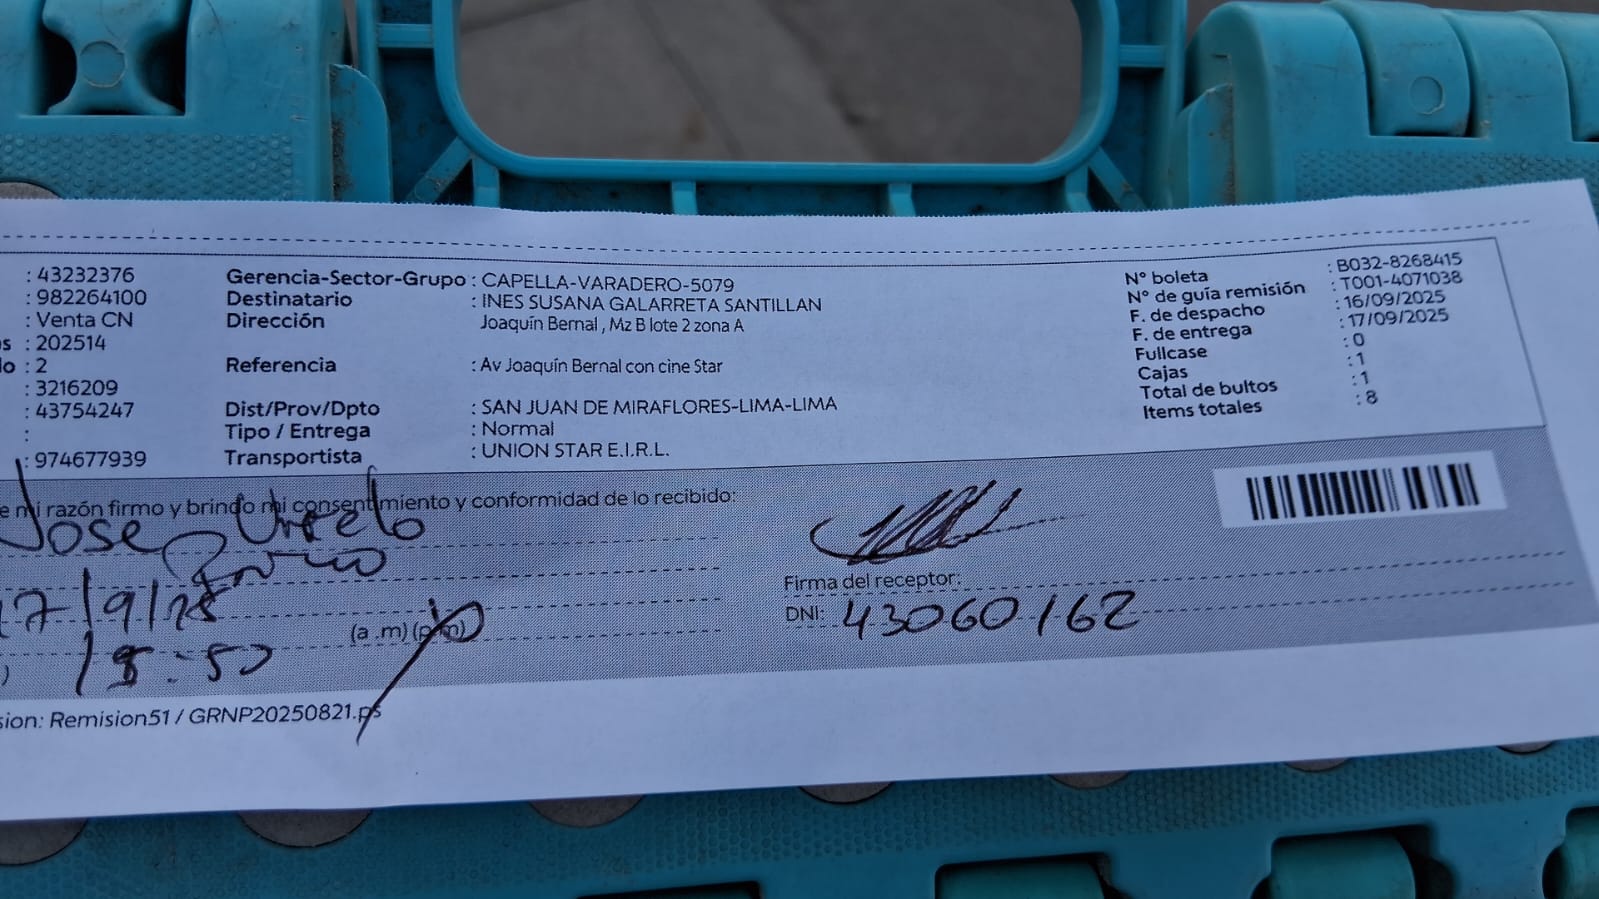 : 43232376
: 982264100
: Venta CN
s : 202514
lo : 2
: 3216209
: 43754247
:
: 974677939
Gerencia-Sector-Grupo : CAPELLA-VARADERO-5079
Destinatario : INES SUSANA GALARRETA SANTILLAN
Dirección Joaquín Bernal , Mz B lote 2 zona A
Referencia : Av Joaquín Bernal con cine Star
Dist/Prov/Dpto : SAN JUAN DE MIRAFLORES-LIMA-LIMA
Tipo / Entrega : Normal
Transportista : UNION STAR E.I.R.L.
N° boleta : B032-8268415
N° de guía remisión : T001-4071038
F. de despacho : 16/09/2025
F. de entrega : 17/09/2025
Fullcase : 0
Cajas : 1
Total de bultos : 1
Items totales : 8
e mi razón firmo y brindo mi consentimiento y conformidad de lo recibido:
Jose
17/9/25
(a .m) (p.m)
Firma del receptor:
DNI: 43060162
sion: Remision51 / GRNP20250821.ps